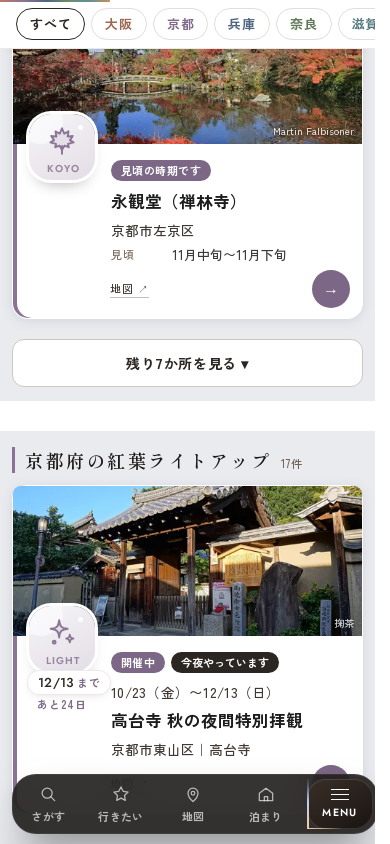 すべて 大阪 京都 兵庫 奈良 滋賀
Martin Falbisoner
KOYO
見頃の時期です
永観堂（禅林寺）
京都市左京区
見頃 11月中旬〜11月下旬
地図 ↗
→
残り7か所を見る ▾
京都府の紅葉ライトアップ 17件
掬茶
LIGHT
12/13 まで
あと24日
開催中 今夜やっています
10/23（金）〜12/13（日）
高台寺 秋の夜間特別拝観
京都市東山区｜高台寺
さがす 行きたい 地図 泊まり MENU